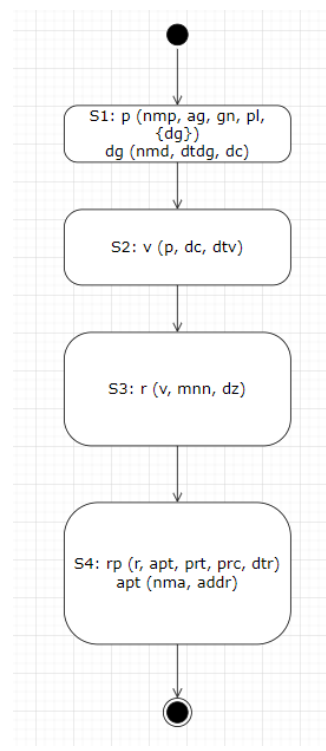 S1: p (nmp, ag, gn, pl,
{dg})
dg (nmd, dtdg, dc)
S2: v (p, dc, dtv)
S3: r (v, mnn, dz)
S4: rp (r, apt, prt, prc, dtr)
apt (nma, addr)